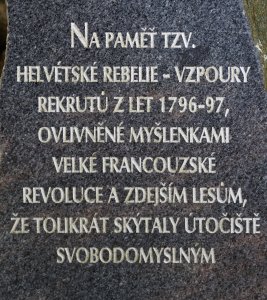 NA PAMĚŤ TZV.
HELVÉTSKÉ REBELIE - VZPOURY
REKRUTŮ Z LET 1796-97,
OVLIVNĚNÉ MYŠLENKAMI
VELKÉ FRANCOUZSKÉ
REVOLUCE A ZDEJŠÍM LESŮM,
ŽE TOLIKRÁT SKÝTALY ÚTOČIŠTĚ
SVOBODOMYSLNÝM